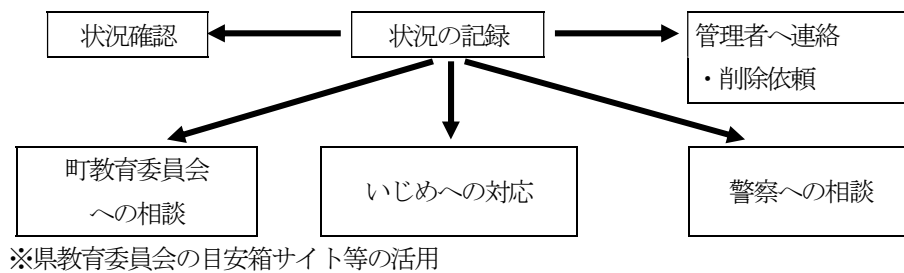 状況確認
状況の記録
管理者へ連絡
・削除依頼
町教育委員会
への相談
いじめへの対応
警察への相談
※県教育委員会の目安箱サイト等の活用